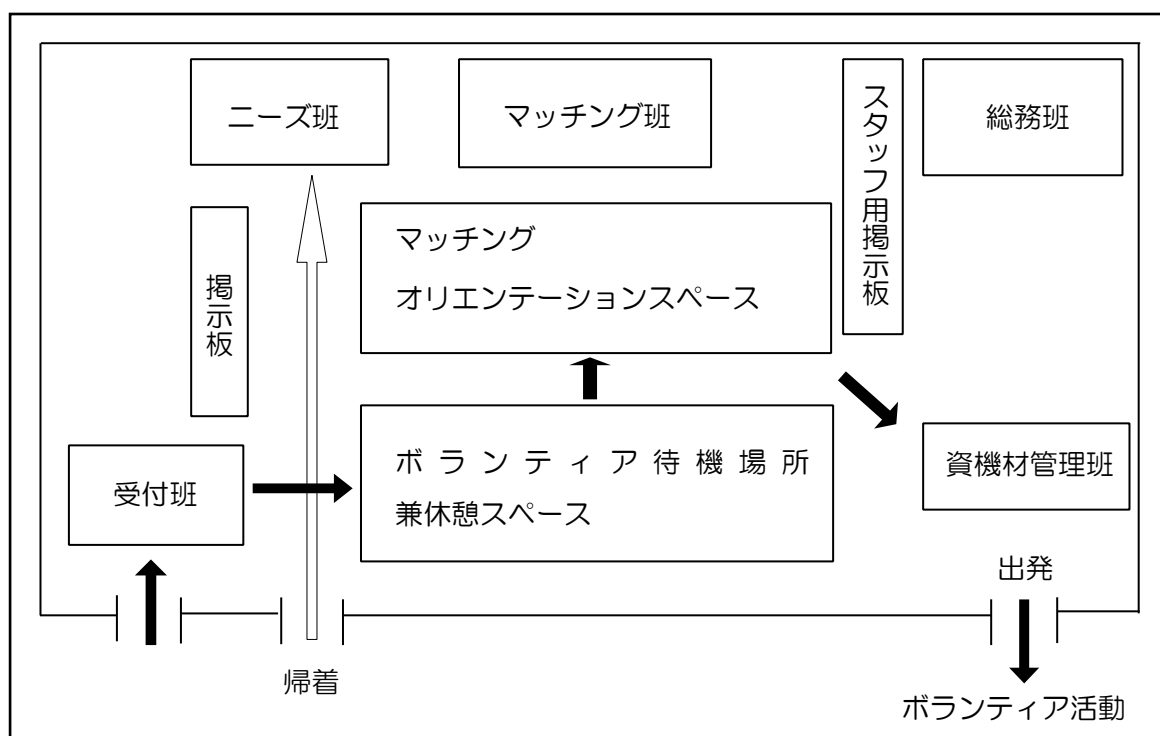 ニーズ班
マッチング班
スタッフ用掲示板
総務班
マッチング
オリエンテーションスペース
掲示板
ボランティア待機場所
兼休憩スペース
資機材管理班
受付班
出発
帰着
ボランティア活動